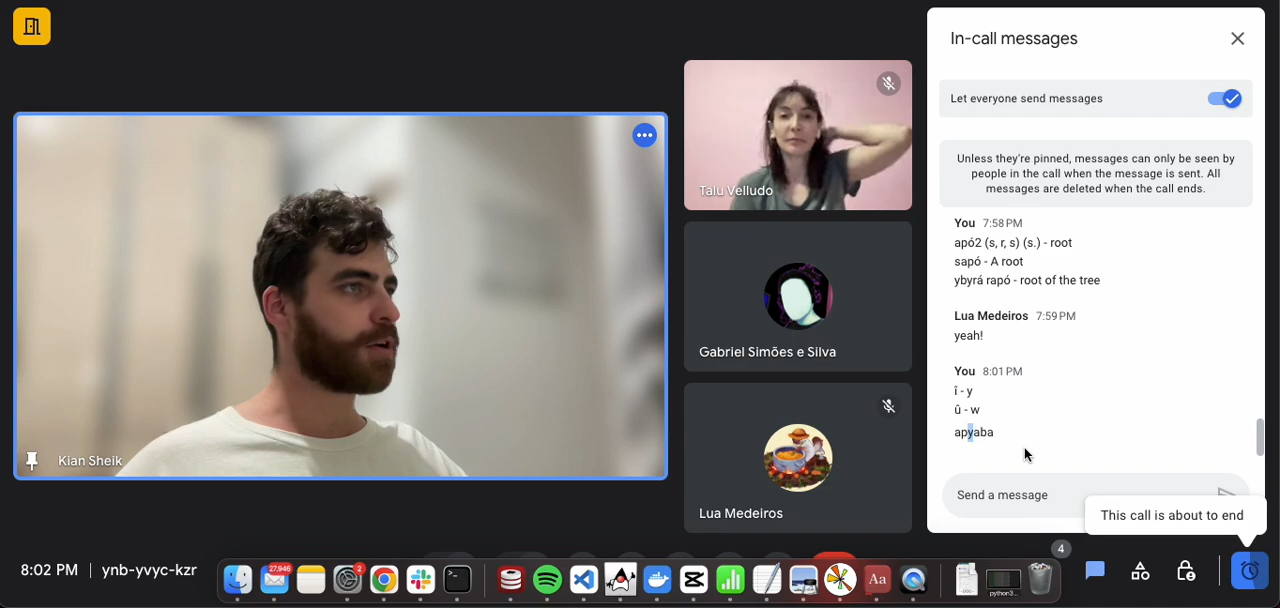 In-call messages
Let everyone send messages
Unless they're pinned, messages can only be seen by
people in the call when the message is sent. All
messages are deleted when the call ends.
You 7:58 PM
apó2 (s, r, s) (s.) - root
sapó - A root
ybyrá rapó - root of the tree
Lua Medeiros 7:59 PM
yeah!
You 8:01 PM
î - y
û - w
apyaba
Send a message
This call is about to end
Talu Velludo
Gabriel Simões e Silva
Kian Sheik
Lua Medeiros
8:02 PM | ynb-yvyc-kzr
4
27,946
2
Aa
python3...